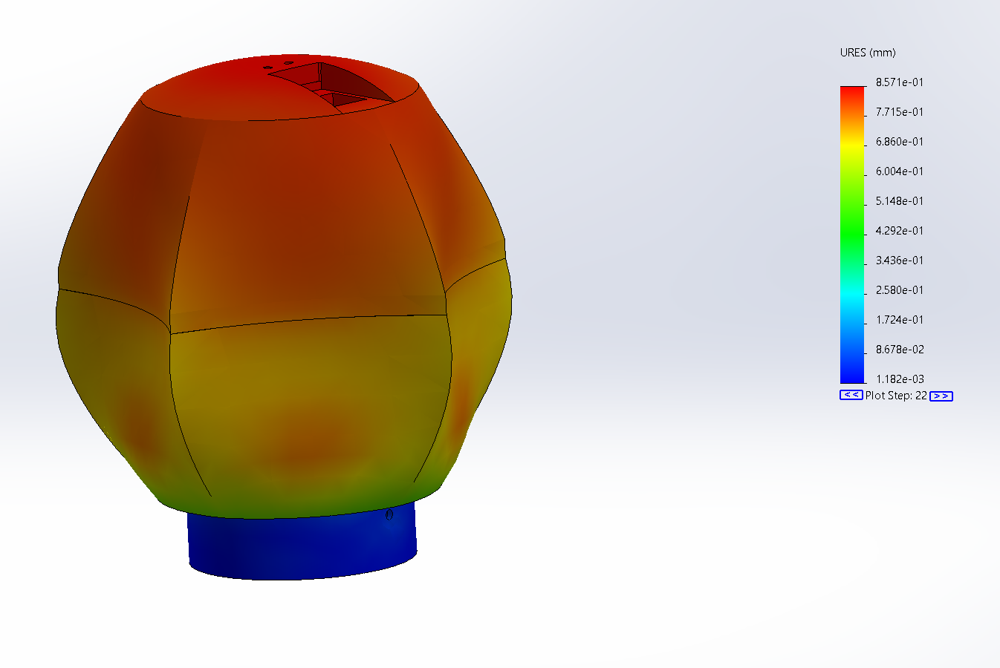 URES (mm)
8.571e-01
7.715e-01
6.860e-01
6.004e-01
5.148e-01
4.292e-01
3.436e-01
2.580e-01
1.724e-01
8.678e-02
1.182e-03
<< Plot Step: 22 >>